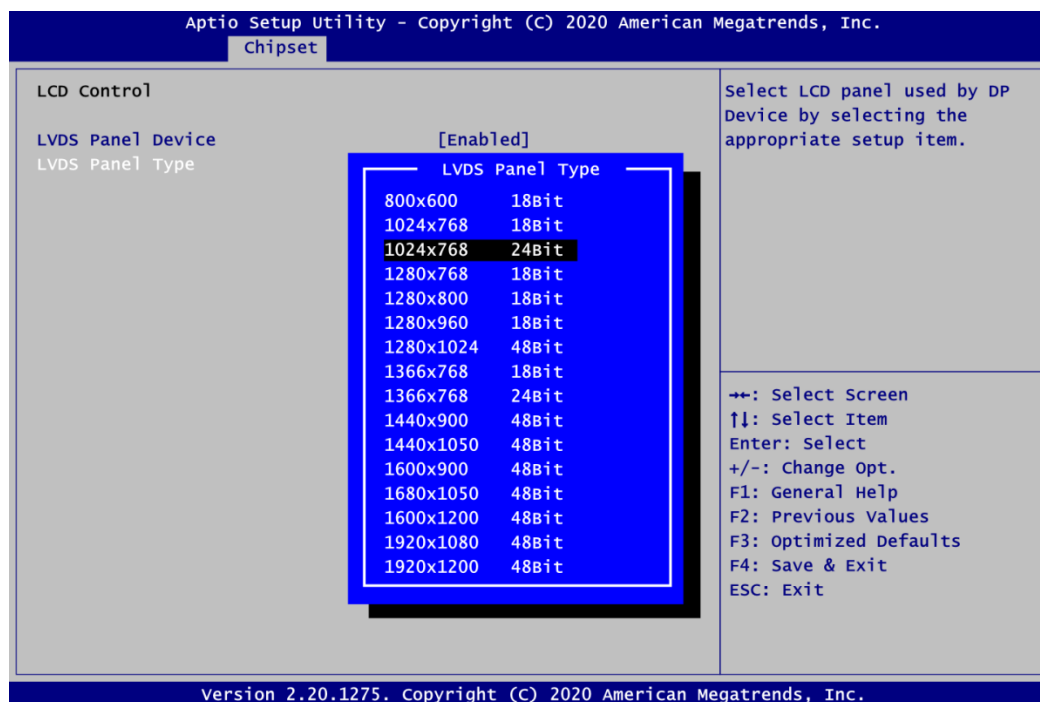 Aptio Setup Utility - Copyright (C) 2020 American Megatrends, Inc.
Chipset
LCD Control
LVDS Panel Device [Enabled]
LVDS Panel Type
LVDS Panel Type
800x600 18Bit
1024x768 18Bit
1024x768 24Bit
1280x768 18Bit
1280x800 18Bit
1280x960 18Bit
1280x1024 48Bit
1366x768 18Bit
1366x768 24Bit
1440x900 48Bit
1440x1050 48Bit
1600x900 48Bit
1680x1050 48Bit
1600x1200 48Bit
1920x1080 48Bit
1920x1200 48Bit
Select LCD panel used by DP
Device by selecting the
appropriate setup item.
→←: Select Screen
↑↓: Select Item
Enter: Select
+/-: Change Opt.
F1: General Help
F2: Previous Values
F3: Optimized Defaults
F4: Save & Exit
ESC: Exit
Version 2.20.1275. Copyright (C) 2020 American Megatrends, Inc.